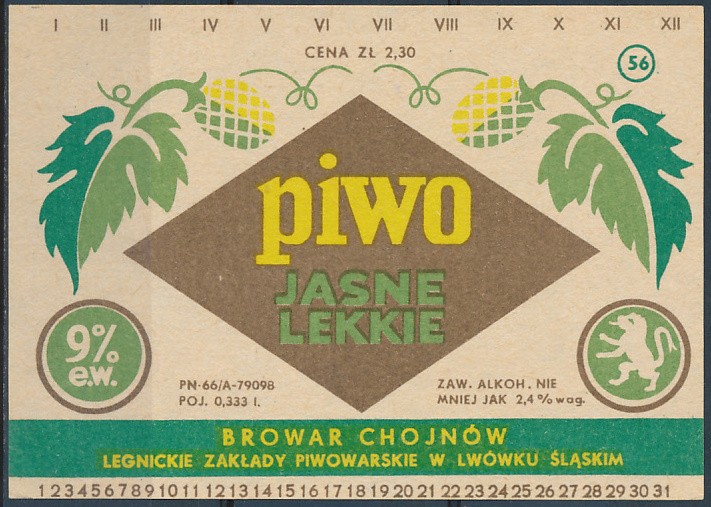 I II III IV V VI VII VIII IX X XI XII
CENA ZŁ 2,30
56
piwo
JASNE
LEKKIE
9%
e.w.
PN-66/A-79098
POJ. 0,333 l.
ZAW. ALKOH. NIE
MNIEJ JAK 2,4% wag.
BROWAR CHOJNÓW
LEGNICKIE ZAKŁADY PIWOWARSKIE W LWÓWKU ŚLĄSKIM
1 2 3 4 5 6 7 8 9 10 11 12 13 14 15 16 17 18 19 20 21 22 23 24 25 26 27 28 29 30 31